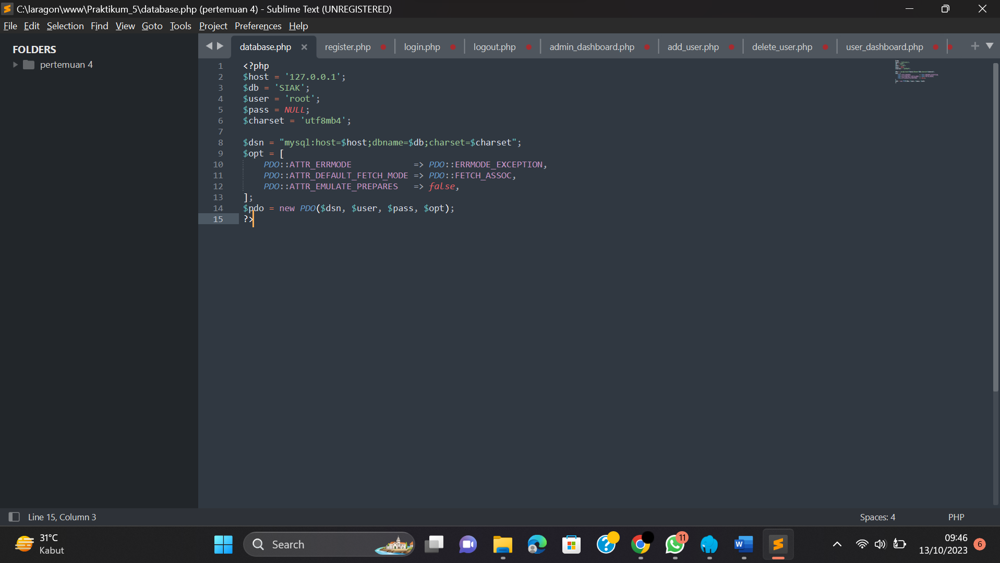 C:\laragon\www\Praktikum_5\database.php (pertemuan 4) - Sublime Text (UNREGISTERED)
File Edit Selection Find View Goto Tools Project Preferences Help
FOLDERS
pertemuan 4
database.php register.php login.php logout.php admin_dashboard.php add_user.php delete_user.php user_dashboard.php
1 <?php
2 $host = '127.0.0.1';
3 $db = 'SIAK';
4 $user = 'root';
5 $pass = NULL;
6 $charset = 'utf8mb4';
7
8 $dsn = "mysql:host=$host;dbname=$db;charset=$charset";
9 $opt = [
10     PDO::ATTR_ERRMODE            => PDO::ERRMODE_EXCEPTION,
11     PDO::ATTR_DEFAULT_FETCH_MODE => PDO::FETCH_ASSOC,
12     PDO::ATTR_EMULATE_PREPARES   => false,
13 ];
14 $pdo = new PDO($dsn, $user, $pass, $opt);
15 ?>
Line 15, Column 3 Spaces: 4 PHP
31°C
Kabut
Search
11
09:46
13/10/2023
6